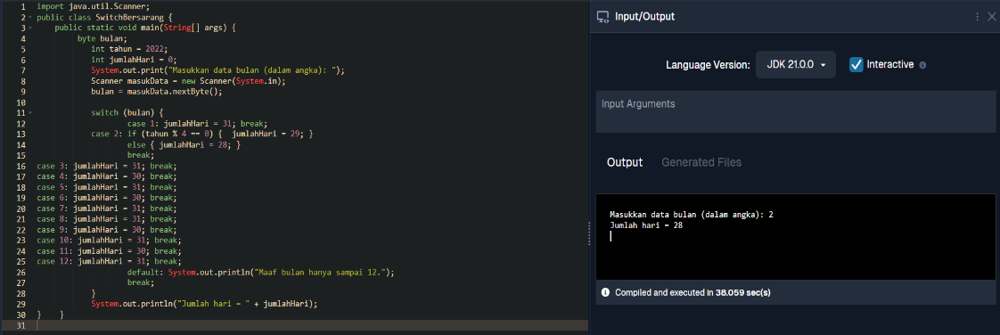 1 import java.util.Scanner;
2 public class SwitchBersarang {
3 public static void main(String[] args) {
4 byte bulan;
5 int tahun = 2022;
6 int jumlahHari = 0;
7 System.out.print("Masukkan data bulan (dalam angka): ");
8 Scanner masukData = new Scanner(System.in);
9 bulan = masukData.nextByte();
10
11 switch (bulan) {
12 case 1: jumlahHari = 31; break;
13 case 2: if (tahun % 4 == 0) { jumlahHari = 29; }
14 else { jumlahHari = 28; }
15 break;
16 case 3: jumlahHari = 31; break;
17 case 4: jumlahHari = 30; break;
18 case 5: jumlahHari = 31; break;
19 case 6: jumlahHari = 30; break;
20 case 7: jumlahHari = 31; break;
21 case 8: jumlahHari = 31; break;
22 case 9: jumlahHari = 30; break;
23 case 10: jumlahHari = 31; break;
24 case 11: jumlahHari = 30; break;
25 case 12: jumlahHari = 31; break;
26 default: System.out.println("Maaf bulan hanya sampai 12.");
27 break;
28 }
29 System.out.println("Jumlah hari = " + jumlahHari);
30 } }
31
Input/Output
Language Version: JDK 21.0.0 Interactive
Input Arguments
Output Generated Files
Masukkan data bulan (dalam angka): 2
Jumlah hari = 28
Compiled and executed in 38.059 sec(s)